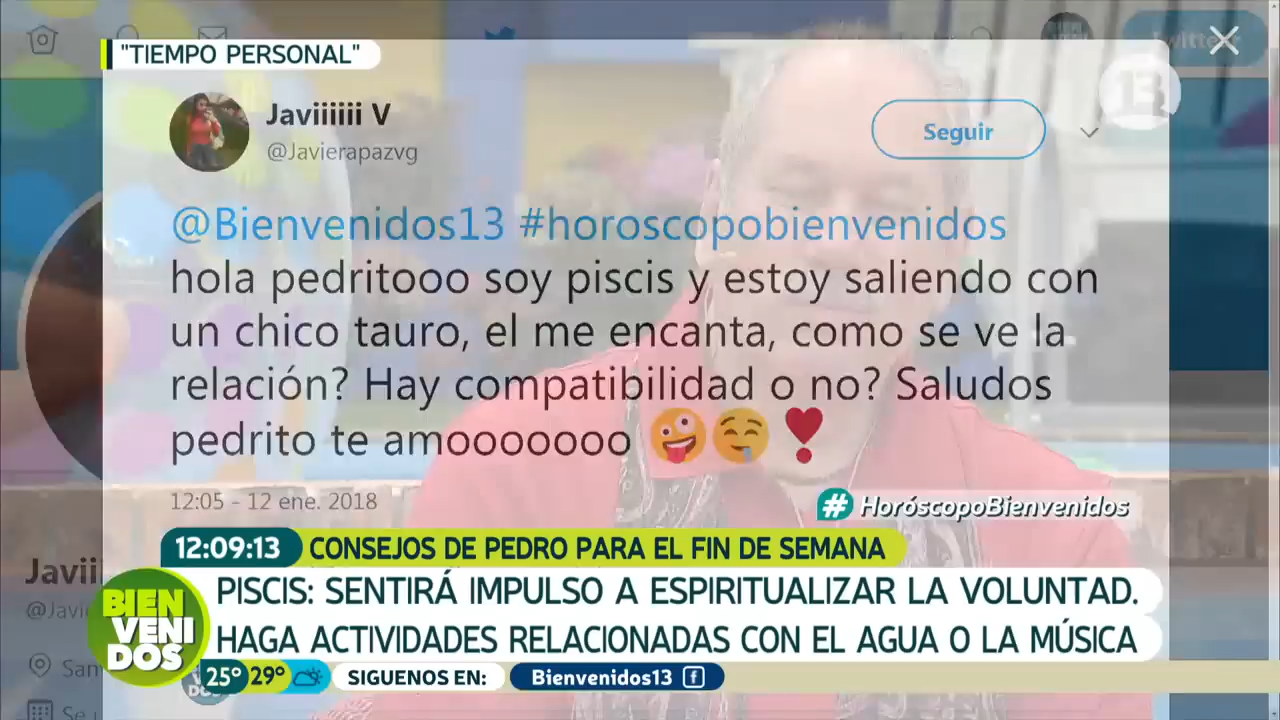 "TIEMPO PERSONAL"
13
Javiiiiii V
@Javierapazvg
Seguir
@Bienvenidos13 #horoscopobienvenidos
hola pedritooo soy piscis y estoy saliendo con
un chico tauro, el me encanta, como se ve la
relación? Hay compatibilidad o no? Saludos
pedrito te amooooooo 🤪🤤❣
12:05 - 12 ene. 2018
# HoróscopoBienvenidos
12:09:13 CONSEJOS DE PEDRO PARA EL FIN DE SEMANA
PISCIS: SENTIRÁ IMPULSO A ESPIRITUALIZAR LA VOLUNTAD.
HAGA ACTIVIDADES RELACIONADAS CON EL AGUA O LA MÚSICA
BIEN
VENI
DOS
25° 29° SIGUENOS EN: Bienvenidos13 f